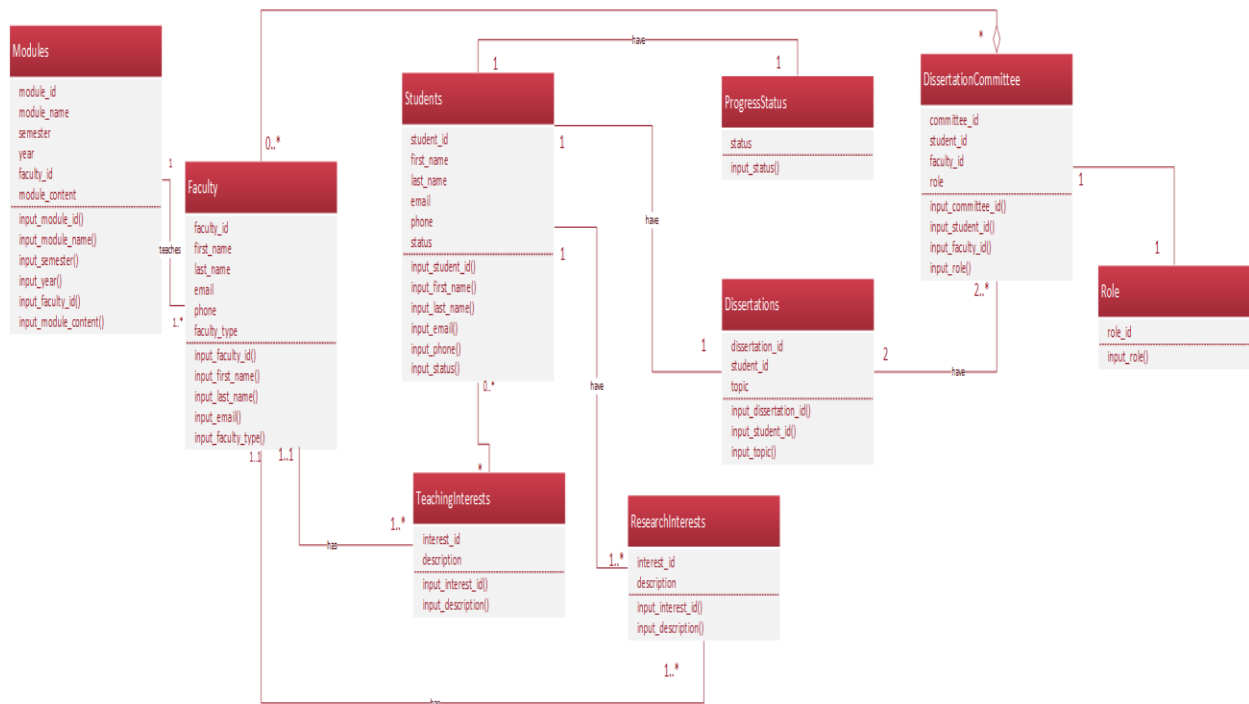 Modules
module_id
module_name
semester
year
faculty_id
module_content
input_module_id()
input_module_name()
input_semester()
input_year()
input_faculty_id()
input_module_content()
1
teaches
1..*
0..*
Faculty
faculty_id
first_name
last_name
email
phone
faculty_type
input_faculty_id()
input_first_name()
input_last_name()
input_email()
input_faculty_type()
1..1
1..1
have
1
1
Students
student_id
first_name
last_name
email
phone
status
input_student_id()
input_first_name()
input_last_name()
input_email()
input_phone()
input_status()
1
1
0..*
have
have
ProgressStatus
status
input_status()
*
DissertationCommittee
committee_id
student_id
faculty_id
role
input_committee_id()
input_student_id()
input_faculty_id()
input_role()
1
1
2..*
Role
role_id
input_role()
Dissertations
dissertation_id
student_id
topic
input_dissertation_id()
input_student_id()
input_topic()
1
2
have
*
TeachingInterests
interest_id
description
input_interest_id()
input_description()
1..*
has
ResearchInterests
interest_id
description
input_interest_id()
input_description()
1..*
1..*
has